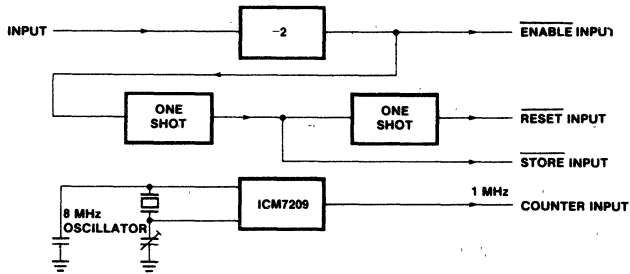 INPUT
−2
ENABLE INPUT
ONE
SHOT
ONE
SHOT
RESET INPUT
STORE INPUT
8 MHz
OSCILLATOR
ICM7209
1 MHz
COUNTER INPUT